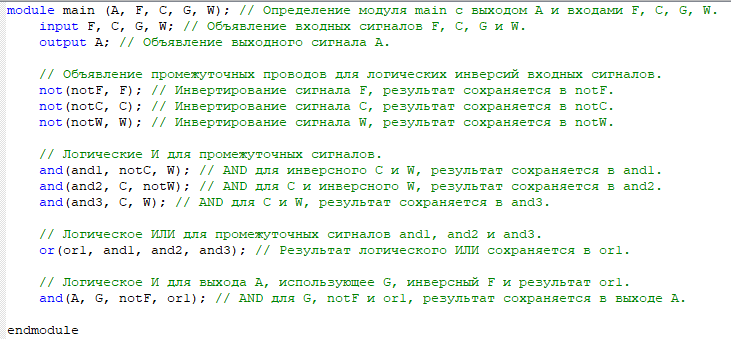 module main (A, F, C, G, W); // Определение модуля main с выходом A и входами F, C, G, W.
    input F, C, G, W; // Объявление входных сигналов F, C, G и W.
    output A; // Объявление выходного сигнала A.

    // Объявление промежуточных проводов для логических инверсий входных сигналов.
    not(notF, F); // Инвертирование сигнала F, результат сохраняется в notF.
    not(notC, C); // Инвертирование сигнала C, результат сохраняется в notC.
    not(notW, W); // Инвертирование сигнала W, результат сохраняется в notW.

    // Логические И для промежуточных сигналов.
    and(and1, notC, W); // AND для инверсного C и W, результат сохраняется в and1.
    and(and2, C, notW); // AND для C и инверсного W, результат сохраняется в and2.
    and(and3, C, W); // AND для C и W, результат сохраняется в and3.

    // Логическое ИЛИ для промежуточных сигналов and1, and2 и and3.
    or(or1, and1, and2, and3); // Результат логического ИЛИ сохраняется в or1.

    // Логическое И для выхода A, использующее G, инверсный F и результат or1.
    and(A, G, notF, or1); // AND для G, notF и or1, результат сохраняется в выходе A.

endmodule